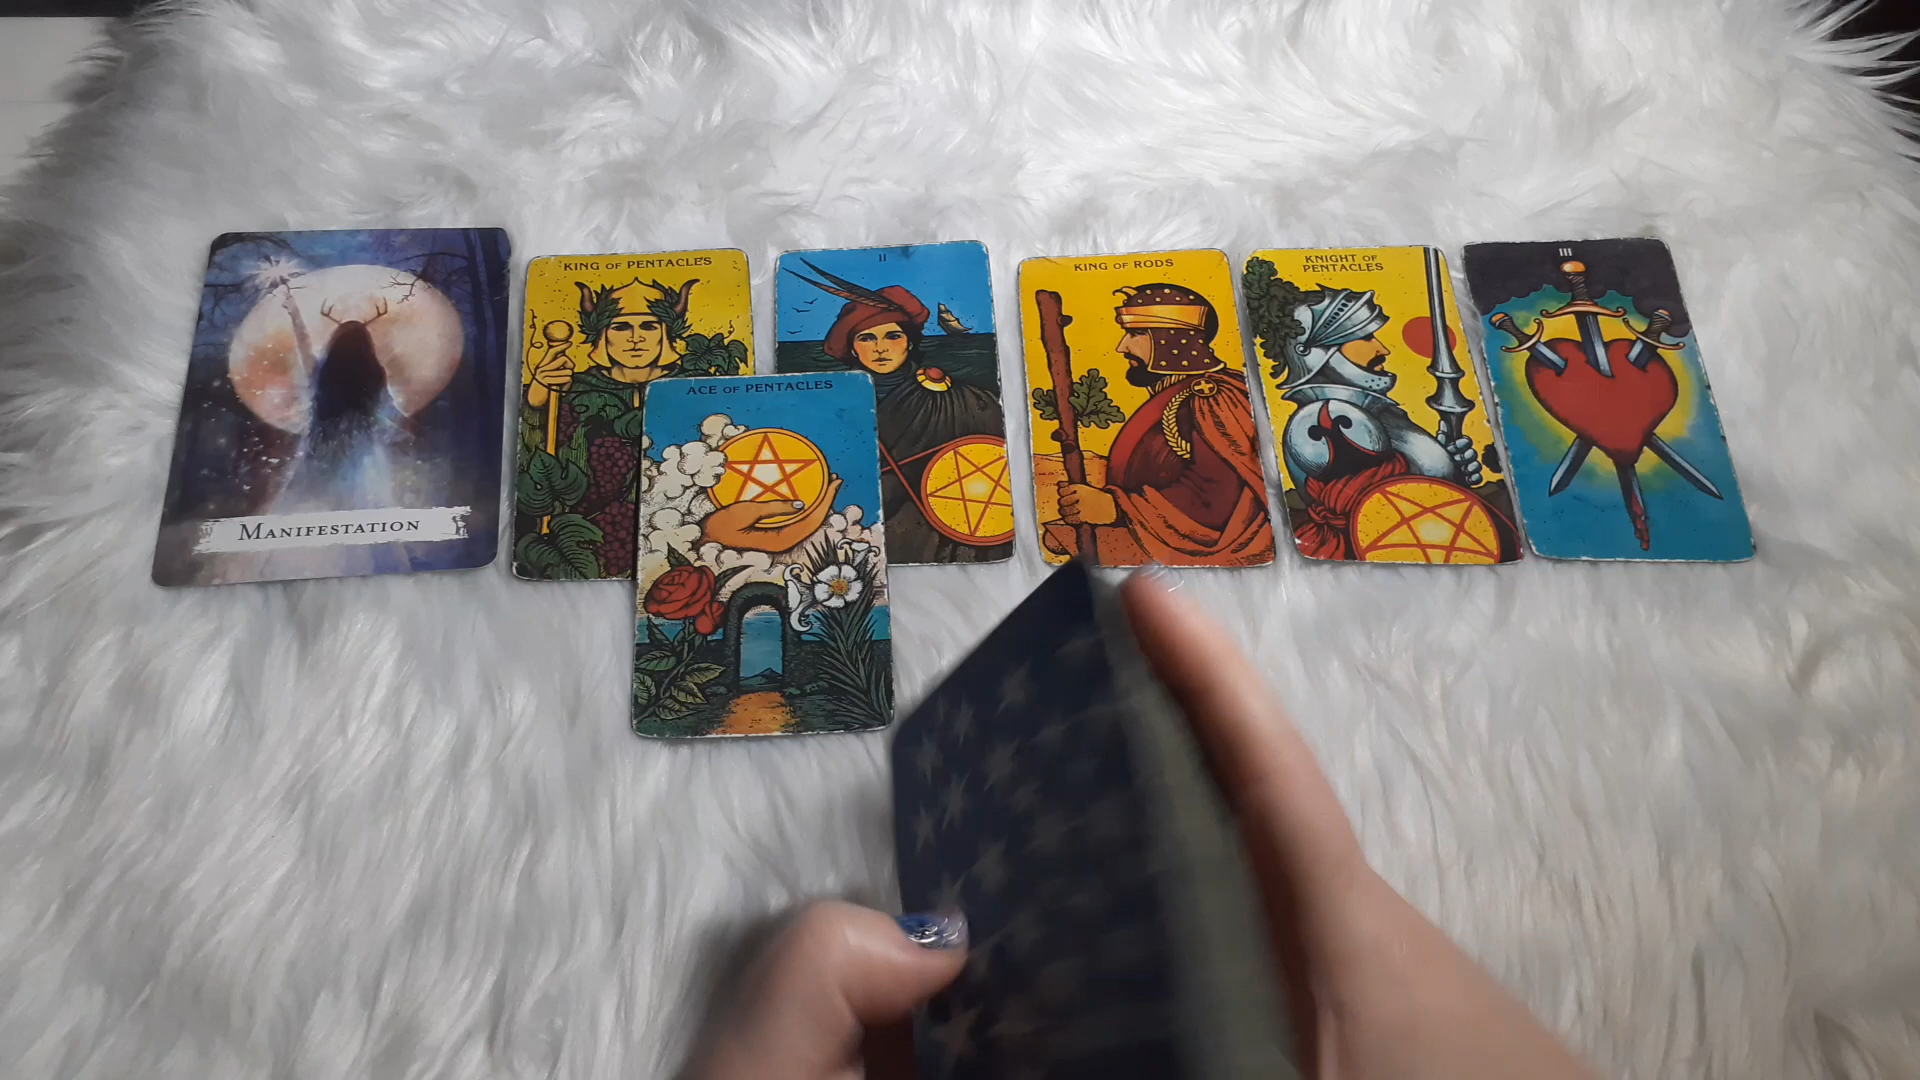 MANIFESTATION
KING OF PENTACLES
ACE OF PENTACLES
II
KING OF RODS
KNIGHT OF
PENTACLES
III